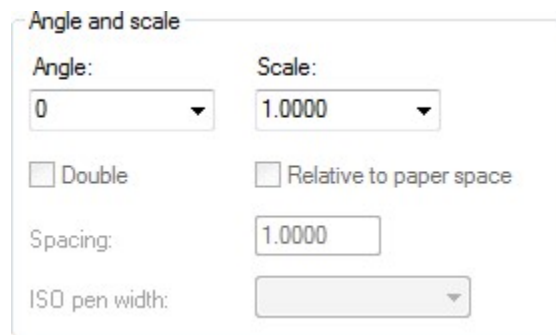 Angle and scale
Angle: Scale:
0 1.0000
Double Relative to paper space
Spacing: 1.0000
ISO pen width: